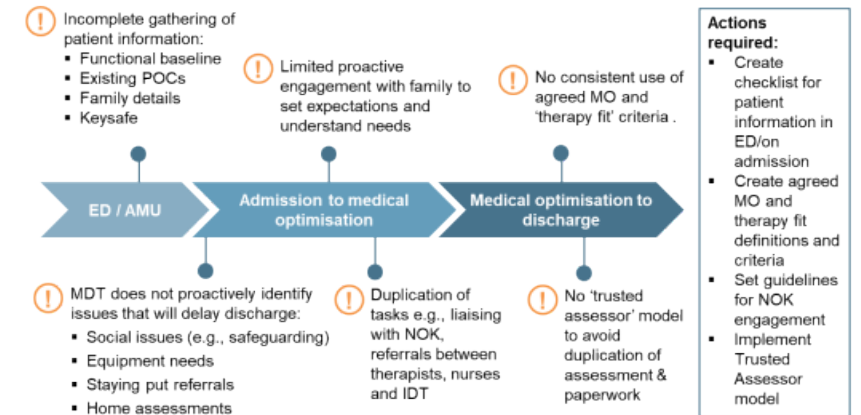 Incomplete gathering of
patient information:
▪ Functional baseline
▪ Existing POCs
▪ Family details
▪ Keysafe
Limited proactive
engagement with family to
set expectations and
understand needs
No consistent use of
agreed MO and
‘therapy fit’ criteria .
ED / AMU
Admission to medical
optimisation
Medical optimisation to
discharge
MDT does not proactively identify
issues that will delay discharge:
▪ Social issues (e.g., safeguarding)
▪ Equipment needs
▪ Staying put referrals
▪ Home assessments
Duplication of
tasks e.g., liaising
with NOK,
referrals between
therapists, nurses
and IDT
No ‘trusted
assessor’ model
to avoid
duplication of
assessment &
paperwork
Actions
required:
▪ Create
checklist for
patient
information in
ED/on
admission
▪ Create agreed
MO and
therapy fit
definitions and
criteria
▪ Set guidelines
for NOK
engagement
▪ Implement
Trusted
Assessor
model